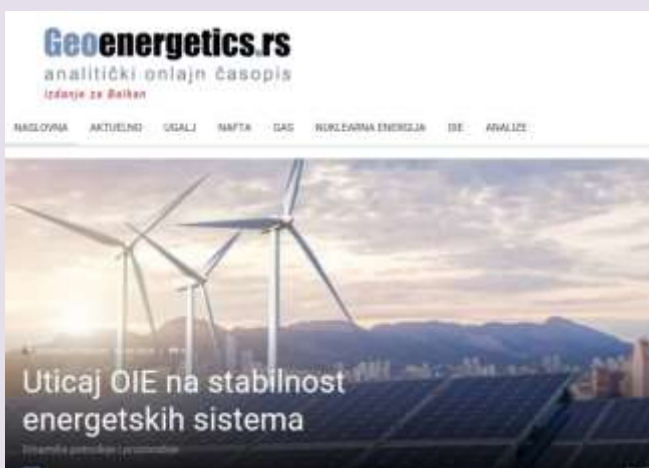 Geoenergetics.rs
analitički onlajn časopis
izdanje za Balkan
NASLOVNA AKTUELNO UGALJ NAFTA GAS NUKLEARNA ENERGIJA OIE ANALIZE
Uticaj OIE na stabilnost
energetskih sistema